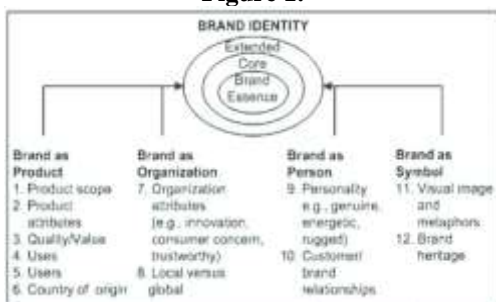 Figure 1.
BRAND IDENTITY
Extended
Core
Brand
Essence
Brand as
Product
1. Product scope
2. Product
attributes
3. Quality/Value
4. Uses
5. Users
6. Country of origin
Brand as
Organization
7. Organization
attributes
(e.g., innovation,
consumer concern,
trustworthy)
8. Local versus
global
Brand as
Person
9. Personality
e.g., genuine,
energetic,
rugged)
10. Customer/
brand
relationships
Brand as
Symbol
11. Visual image
and
metaphors
12. Brand
heritage